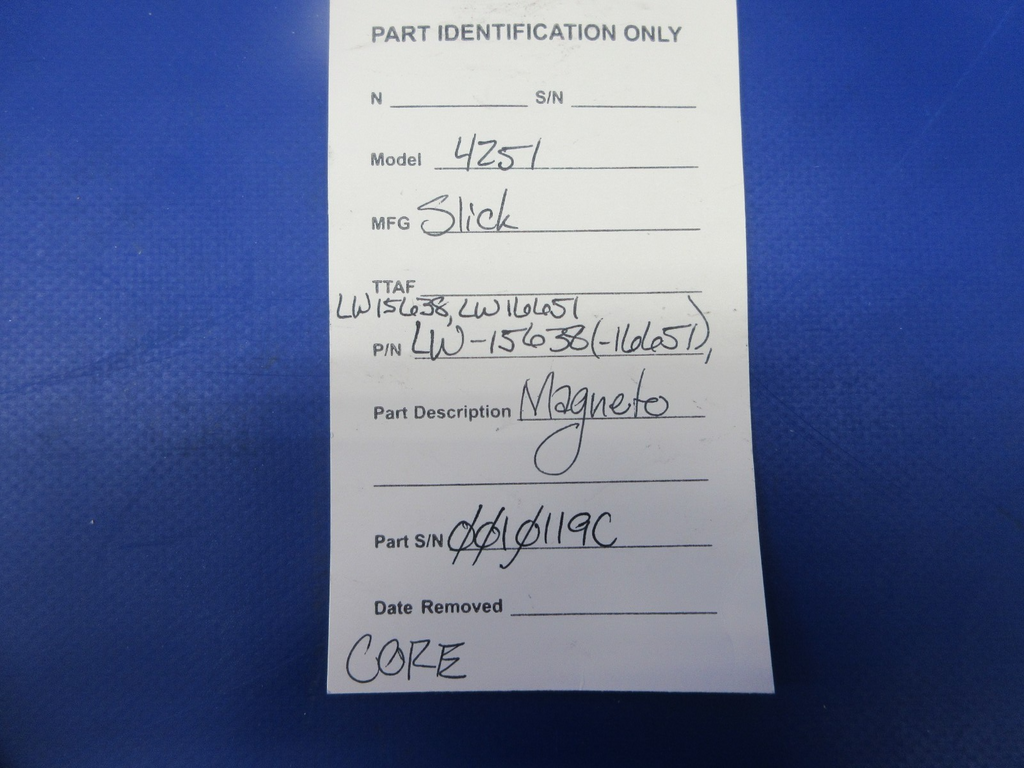 PART IDENTIFICATION ONLY
N S/N
Model 4251
MFG Slick
TTAF
LW15638, LW16651
P/N LW-15638(-16651),
Part Description Magneto
Part S/N 0010119C
Date Removed
CORE